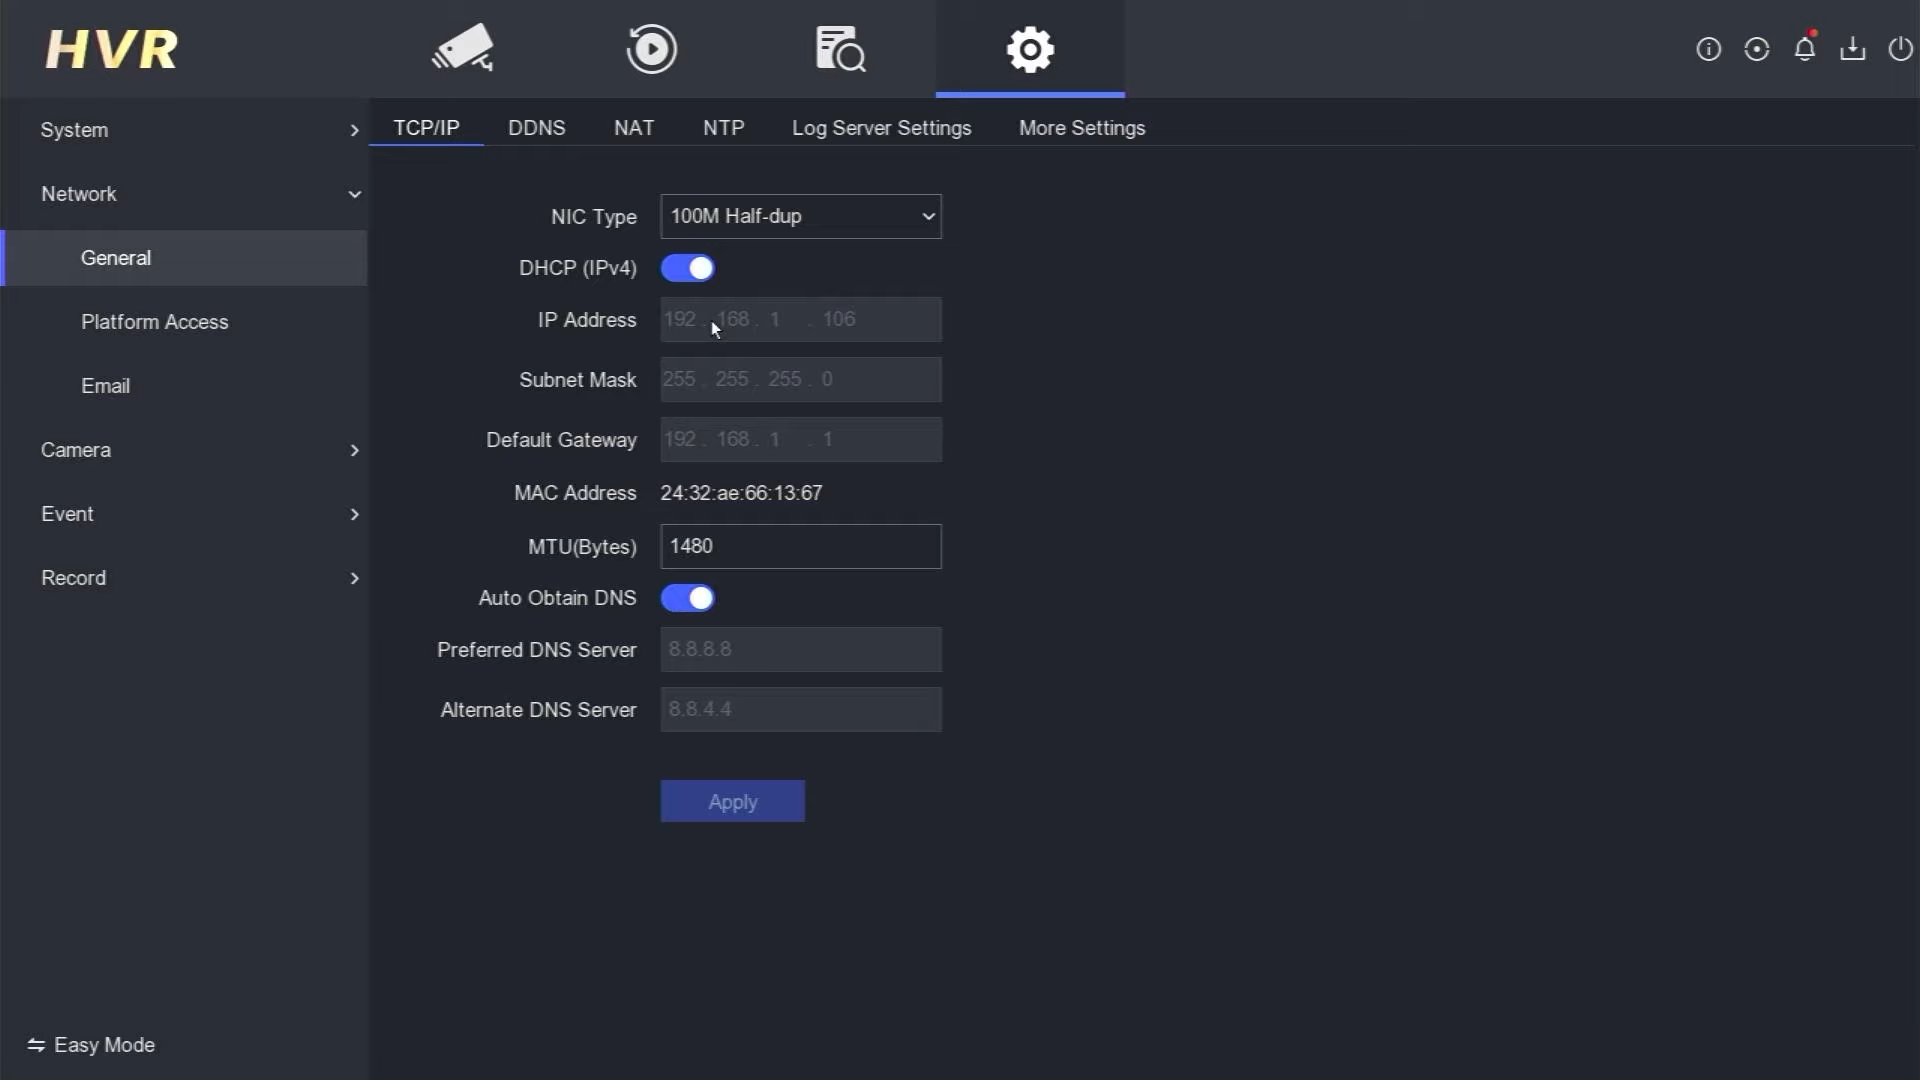 HVR
System
Network
General
Platform Access
Email
Camera
Event
Record
Easy Mode
TCP/IP DDNS NAT NTP Log Server Settings More Settings
NIC Type 100M Half-dup
DHCP (IPv4)
IP Address 192 . 168 . 1 . 106
Subnet Mask 255 . 255 . 255 . 0
Default Gateway 192 . 168 . 1 . 1
MAC Address 24:32:ae:66:13:67
MTU(Bytes) 1480
Auto Obtain DNS
Preferred DNS Server 8.8.8.8
Alternate DNS Server 8.8.4.4
Apply